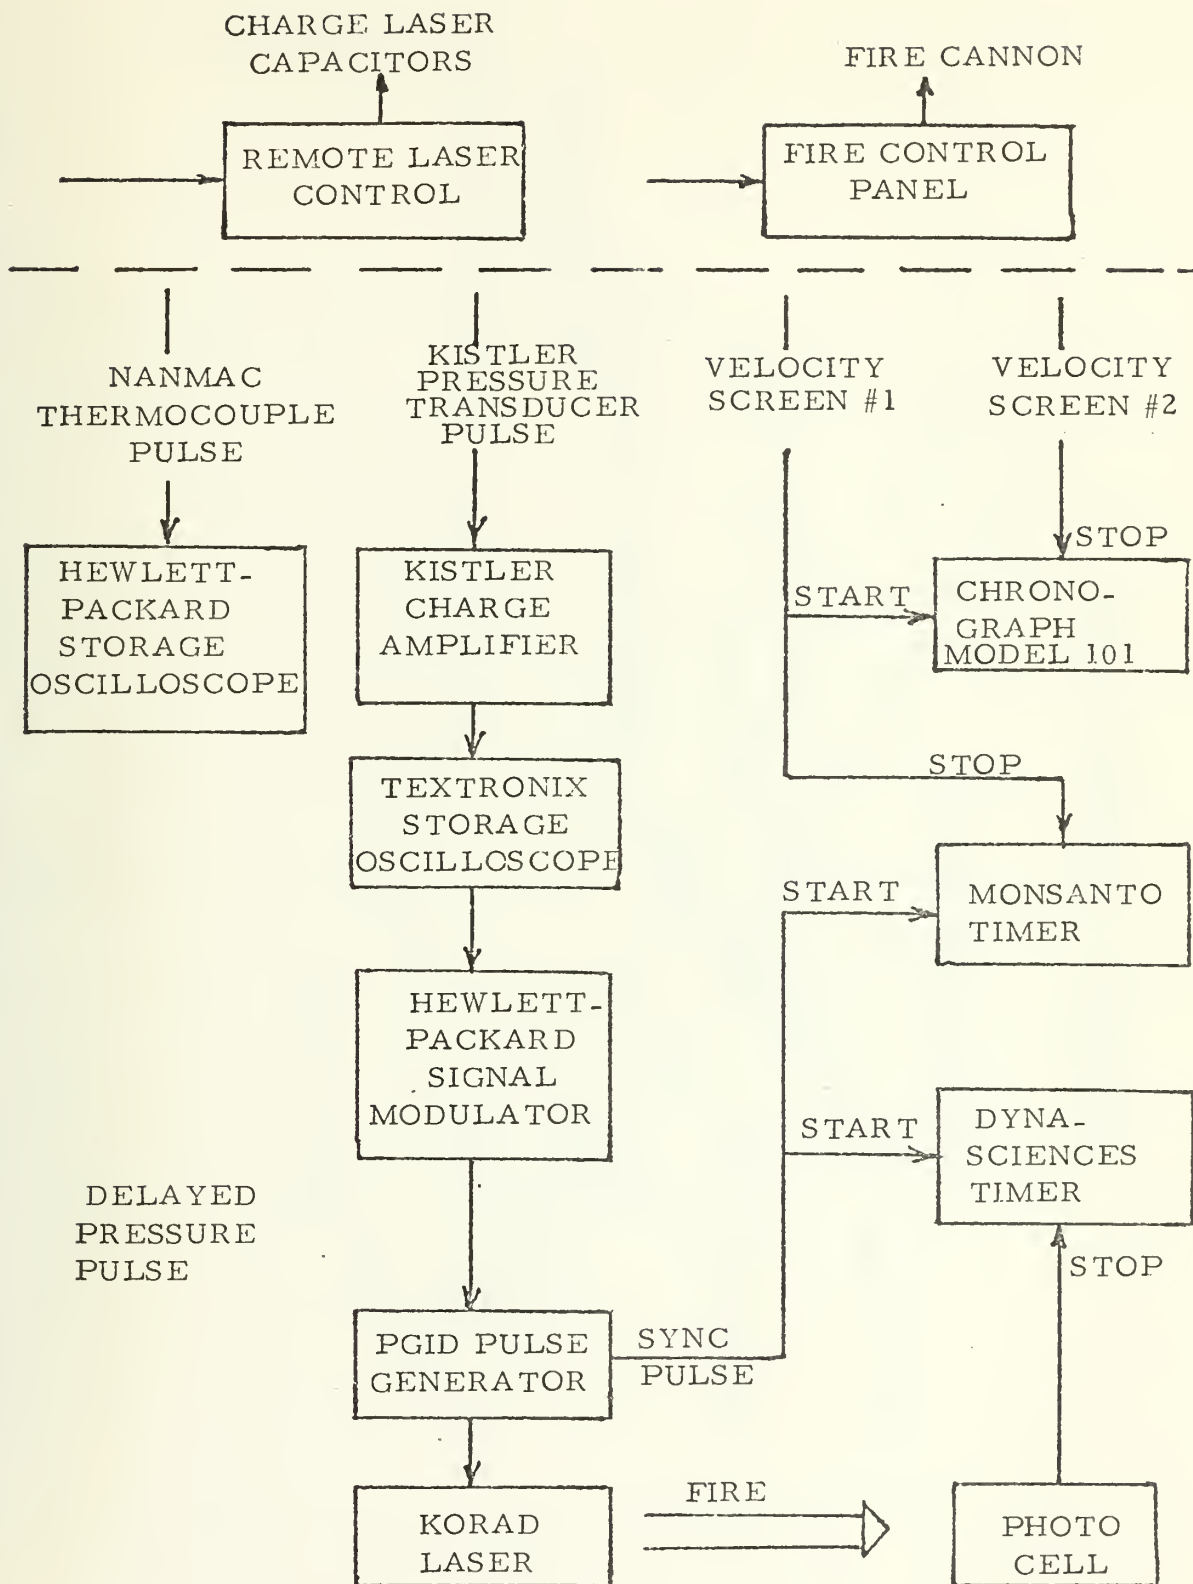 CHARGE LASER
CAPACITORS
FIRE CANNON
REMOTE LASER
CONTROL
FIRE CONTROL
PANEL
NANMAC
THERMOCOUPLE
PULSE
KISTLER
PRESSURE
TRANSDUCER
PULSE
VELOCITY
SCREEN #1
VELOCITY
SCREEN #2
HEWLETT-
PACKARD
STORAGE
OSCILLOSCOPE
KISTLER
CHARGE
AMPLIFIER
START
STOP
CHRONO-
GRAPH
MODEL 101
TEXTRONIX
STORAGE
OSCILLOSCOPE
STOP
START
MONSANTO
TIMER
HEWLETT-
PACKARD
SIGNAL
MODULATOR
START
DYNA-
SCIENCES
TIMER
STOP
DELAYED
PRESSURE
PULSE
PGID PULSE
GENERATOR
SYNC
PULSE
KORAD
LASER
FIRE
PHOTO
CELL